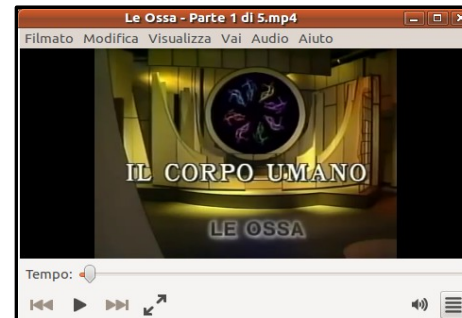 Le Ossa - Parte 1 di 5.mp4
Filmato Modifica Visualizza Vai Audio Aiuto
IL CORPO UMANO
LE OSSA
Tempo: